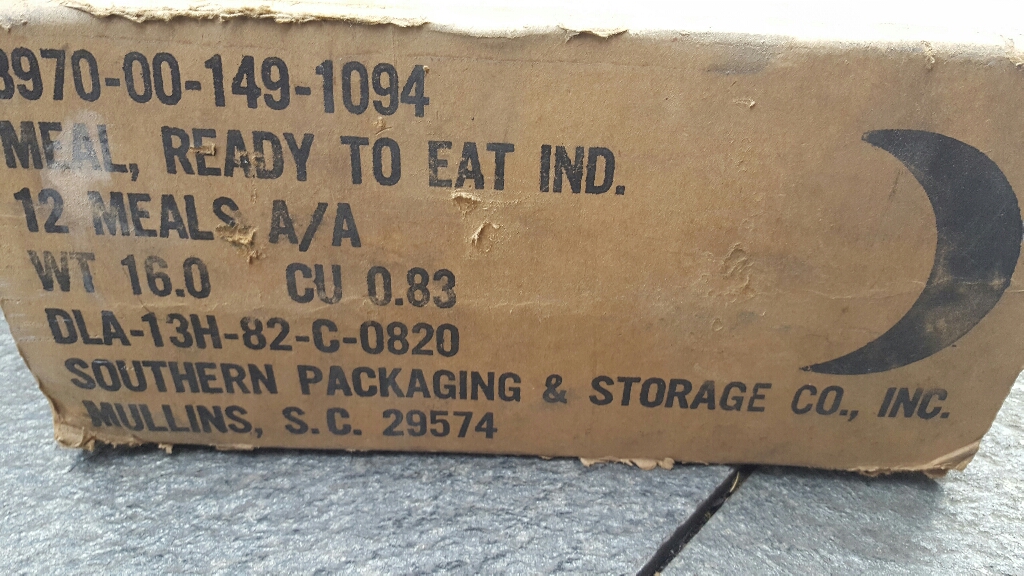 8970-00-149-1094
MEAL, READY TO EAT IND.
12 MEALS A/A
WT 16.0 CU 0.83
DLA-13H-82-C-0820
SOUTHERN PACKAGING & STORAGE CO., INC.
MULLINS, S.C. 29574